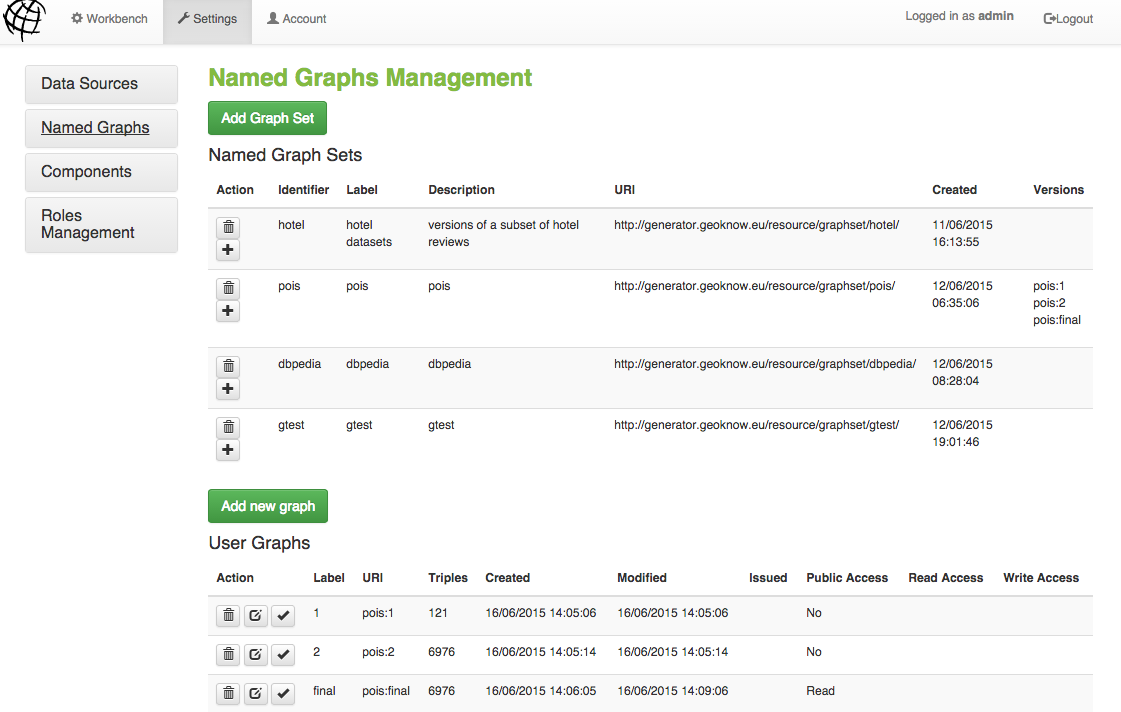 Workbench Settings Account Logged in as admin Logout
Data Sources
Named Graphs
Components
Roles
Management
Named Graphs Management
Add Graph Set
Named Graph Sets
Action Identifier Label Description URI Created Versions
hotel hotel versions of a subset of hotel http://generator.geoknow.eu/resource/graphset/hotel/ 11/06/2015
datasets reviews 16:13:55
pois pois pois http://generator.geoknow.eu/resource/graphset/pois/ 12/06/2015 pois:1
06:35:06 pois:2
pois:final
dbpedia dbpedia dbpedia http://generator.geoknow.eu/resource/graphset/dbpedia/ 12/06/2015
08:28:04
gtest gtest gtest http://generator.geoknow.eu/resource/graphset/gtest/ 12/06/2015
19:01:46
Add new graph
User Graphs
Action Label URI Triples Created Modified Issued Public Access Read Access Write Access
1 pois:1 121 16/06/2015 14:05:06 16/06/2015 14:05:06 No
2 pois:2 6976 16/06/2015 14:05:14 16/06/2015 14:05:14 No
final pois:final 6976 16/06/2015 14:06:05 16/06/2015 14:09:06 Read